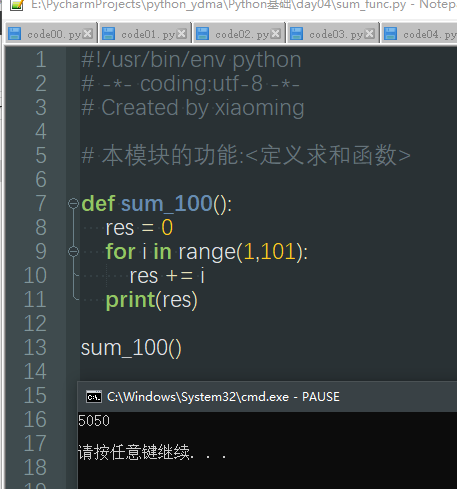 E:\PycharmProjects\python_ydma\Python基础\day04\sum_func.py - Notep
code00.py code01.py code02.py code03.py code04.py
1 #!/usr/bin/env python
2 # -*- coding:utf-8 -*-
3 # Created by xiaoming
4
5 # 本模块的功能:<定义求和函数>
6
7 def sum_100():
8 res = 0
9 for i in range(1,101):
10 res += i
11 print(res)
12
13 sum_100()
14
15 C:\Windows\System32\cmd.exe - PAUSE
16 5050
17 请按任意键继续. . .
18